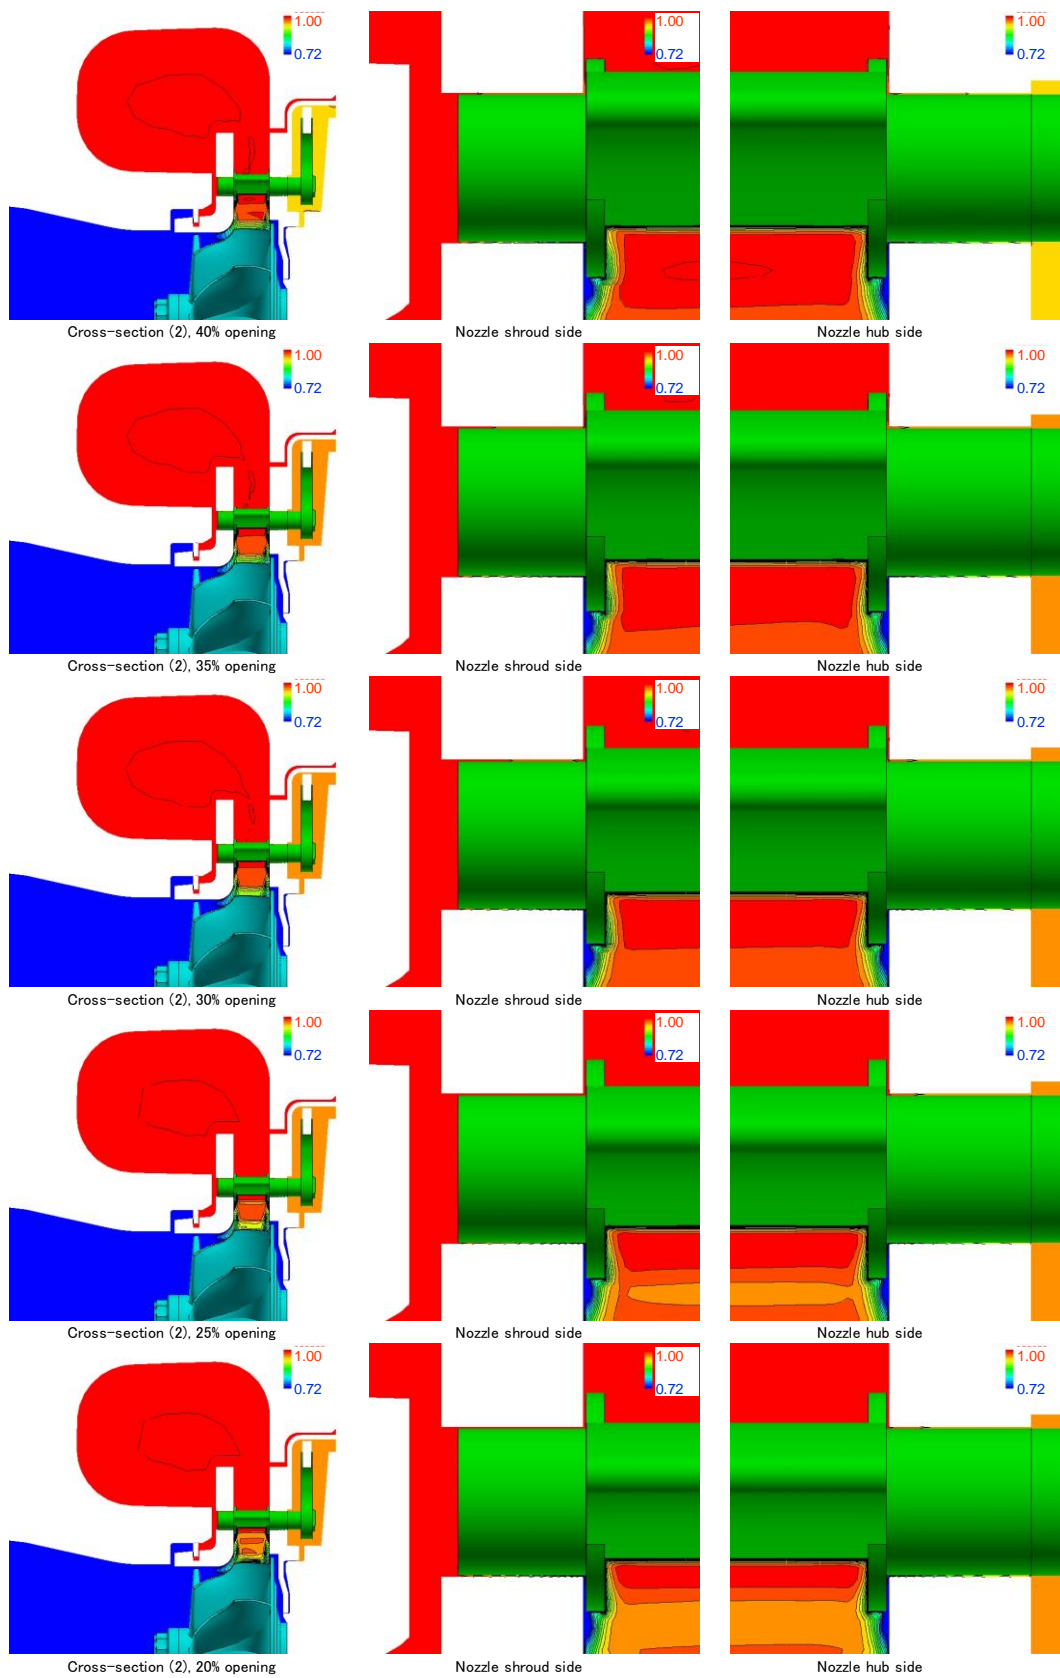 1.00
0.72
1.00
0.72
1.00
0.72
Cross-section (2), 40% opening
Nozzle shroud side
Nozzle hub side
1.00
0.72
1.00
0.72
1.00
0.72
Cross-section (2), 35% opening
Nozzle shroud side
Nozzle hub side
1.00
0.72
1.00
0.72
1.00
0.72
Cross-section (2), 30% opening
Nozzle shroud side
Nozzle hub side
1.00
0.72
1.00
0.72
1.00
0.72
Cross-section (2), 25% opening
Nozzle shroud side
Nozzle hub side
1.00
0.72
1.00
0.72
1.00
0.72
Cross-section (2), 20% opening
Nozzle shroud side
Nozzle hub side